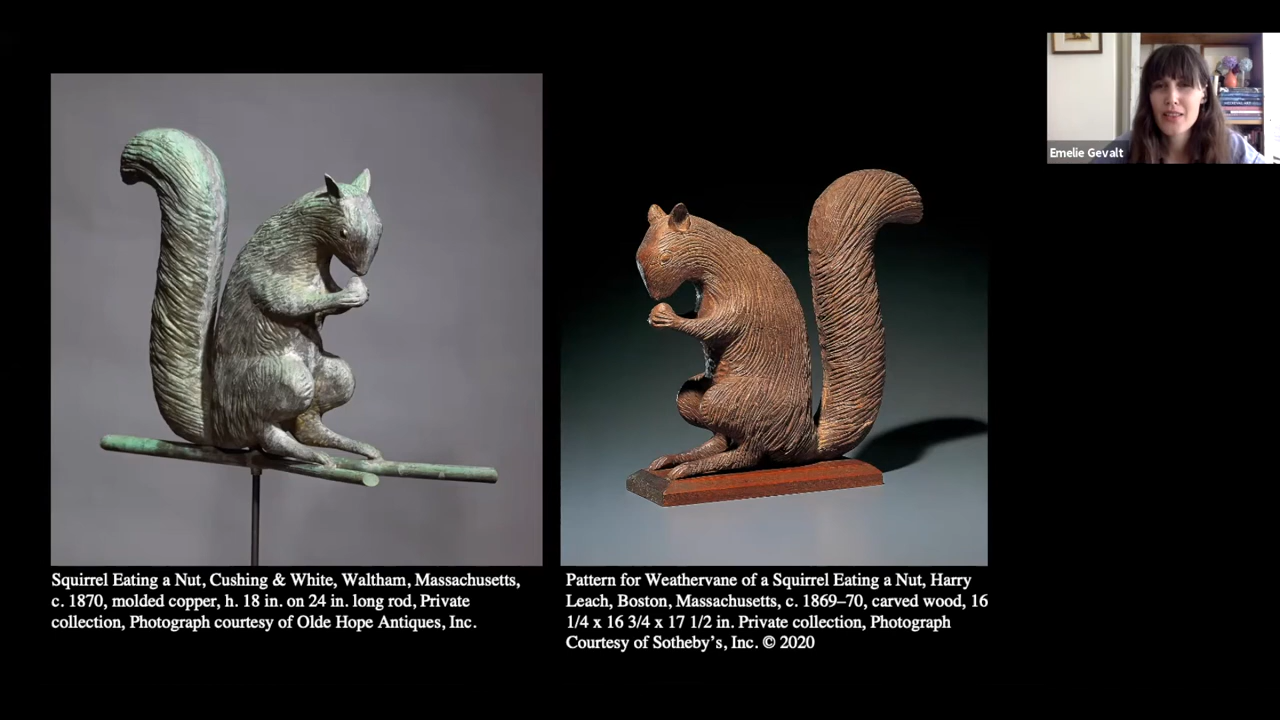 Emelie Gevalt
Squirrel Eating a Nut, Cushing & White, Waltham, Massachusetts,
c. 1870, molded copper, h. 18 in. on 24 in. long rod, Private
collection, Photograph courtesy of Olde Hope Antiques, Inc.
Pattern for Weathervane of a Squirrel Eating a Nut, Harry
Leach, Boston, Massachusetts, c. 1869–70, carved wood, 16
1/4 x 16 3/4 x 17 1/2 in. Private collection, Photograph
Courtesy of Sotheby’s, Inc. © 2020